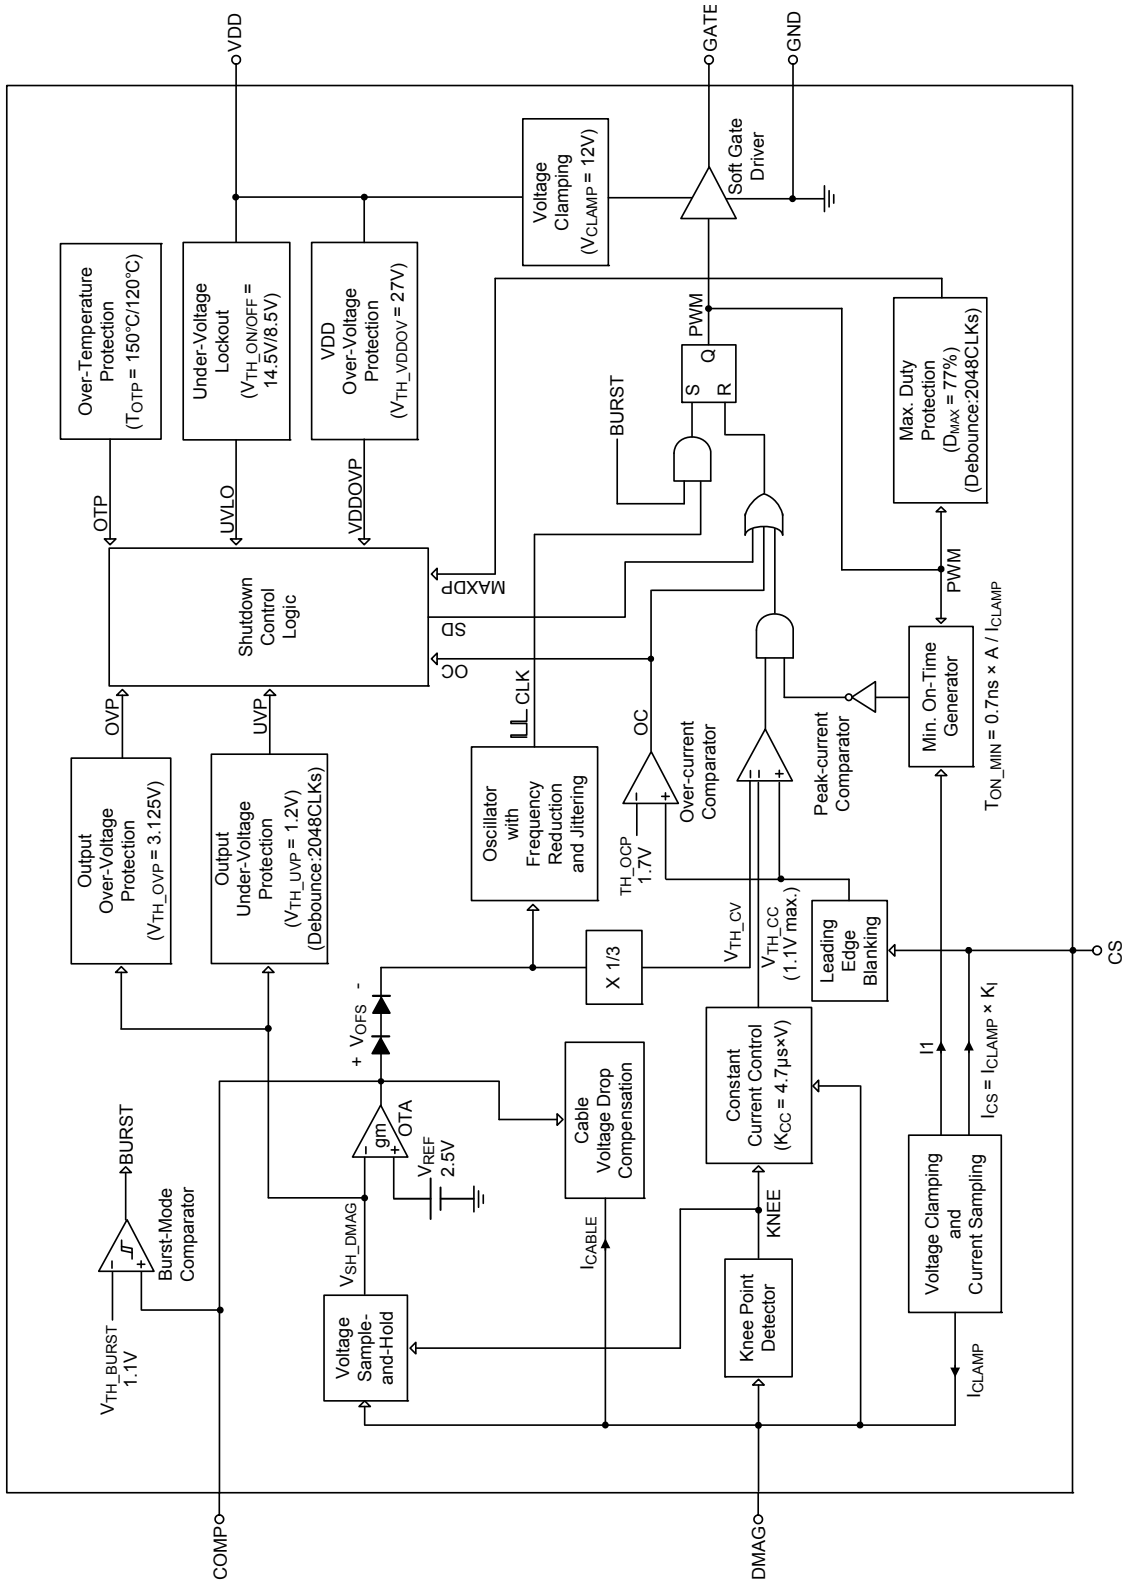 COMP
VTH_BURST
1.1V
Burst-Mode
Comparator
BURST
Output
Over-Voltage
Protection
(VTH_OVP = 3.125V)
OVP
Output
Under-Voltage
Protection
(VTH_UVP = 1.2V)
(Debounce:2048CLKs)
UVP
Shutdown
Control
Logic
OTP
UVLO
VDDOVP
OC
SD
MAXDP
Over-Temperature
Protection
(TOTP = 150°C/120°C)
Under-Voltage
Lockout
(VTH_ON/OFF =
14.5V/8.5V)
VDD
Over-Voltage
Protection
(VTH_VDDOV = 27V)
VDD
Voltage
Sample-
and-Hold
VSH_DMAG
gm
OTA
VREF
2.5V
+ VOFS -
Oscillator
with
Frequency
Reduction
and Jittering
CLK
BURST
S
R
Q
PWM
Voltage
Clamping
(VCLAMP = 12V)
Soft Gate
Driver
GATE
GND
ICABLE
Cable
Voltage Drop
Compensation
X 1/3
TH_OCP
1.7V
OC
Over-current
Comparator
VTH_CV
VTH_CC
(1.1V max.)
Peak-current
Comparator
DMAG
Knee Point
Detector
KNEE
Constant
Current Control
(KCC = 4.7µs×V)
Leading
Edge
Blanking
Max. Duty
Protection
(DMAX = 77%)
(Debounce:2048CLKs)
PWM
ICLAMP
Voltage Clamping
and
Current Sampling
I1
ICS = ICLAMP × KI
Min. On-Time
Generator
TON_MIN = 0.7ns × A / ICLAMP
CS